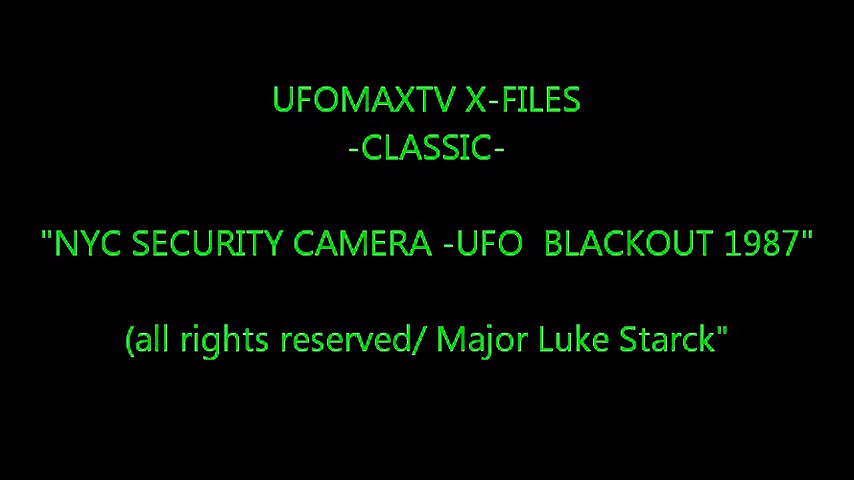 UFOMAXTV X-FILES
-CLASSIC-
"NYC SECURITY CAMERA -UFO  BLACKOUT 1987"
(all rights reserved/ Major Luke Starck"